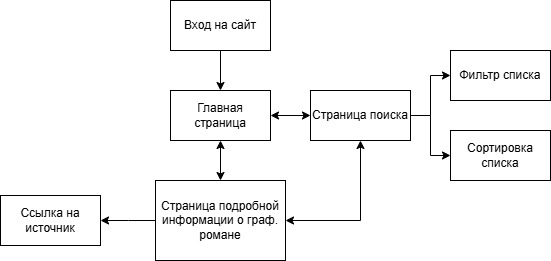 Вход на сайт
Главная
страница
Страница поиска
Фильтр списка
Сортировка
списка
Страница подробной
информации о граф.
романе
Ссылка на
источник